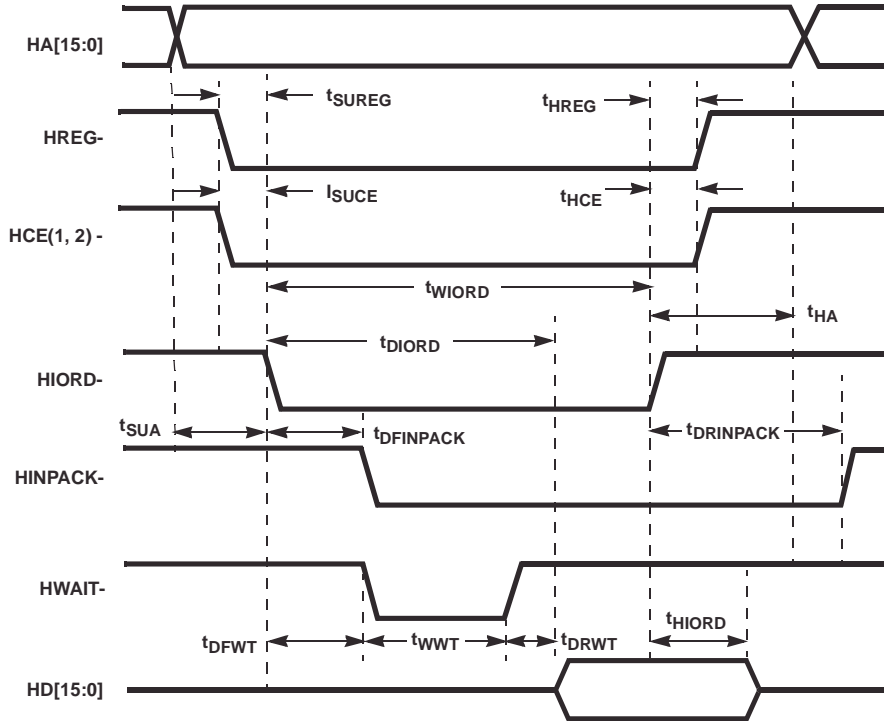 HA[15:0]
tSUREG
tHREG
HREG-
ISUCE
tHCE
HCE(1, 2) -
tWIORD
tHA
tDIORD
HIORD-
tSUA
tDFINPACK
tDRINPACK
HINPACK-
HWAIT-
tHIORD
tDFWT
tWWT
tDRWT
HD[15:0]